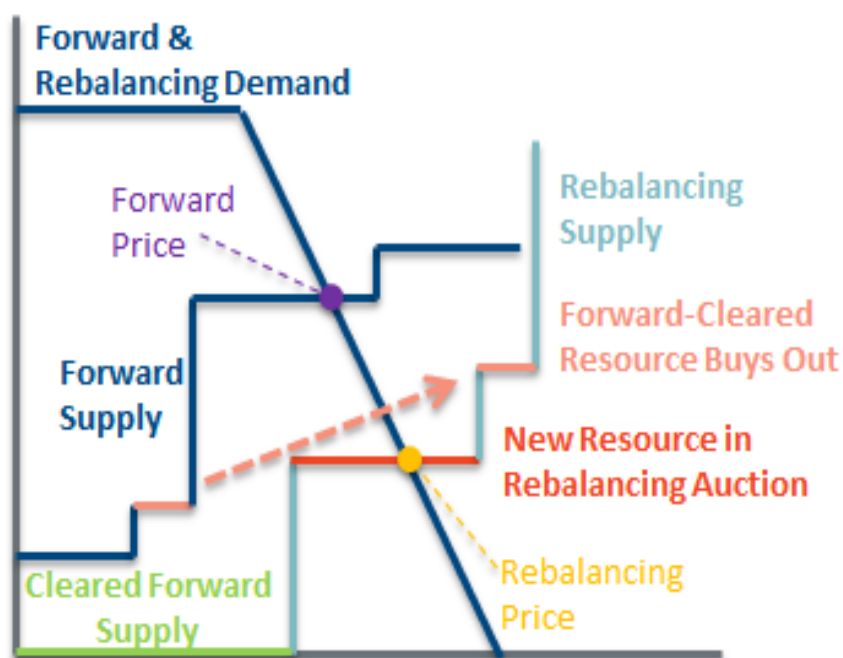 Forward &
Rebalancing Demand
Forward
Price
Rebalancing
Supply
Forward-Cleared
Resource Buys Out
Forward
Supply
New Resource in
Rebalancing Auction
Cleared Forward
Supply
Rebalancing
Price